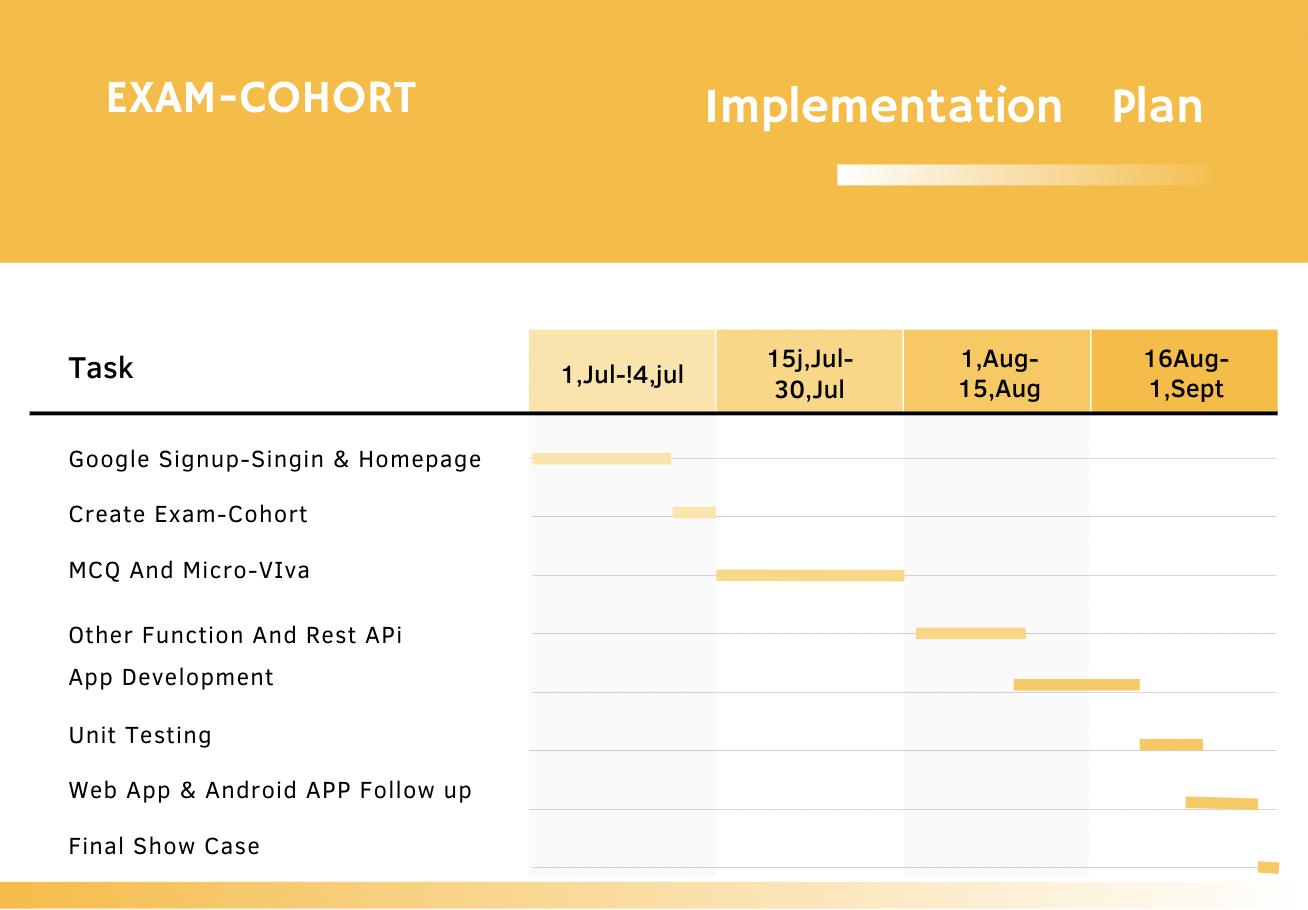 EXAM-COHORT
Implementation Plan
Task
1,Jul-!4,jul
15j,Jul-
30,Jul
1,Aug-
15,Aug
16Aug-
1,Sept
Google Signup-Singin & Homepage
Create Exam-Cohort
MCQ And Micro-VIva
Other Function And Rest APi
App Development
Unit Testing
Web App & Android APP Follow up
Final Show Case